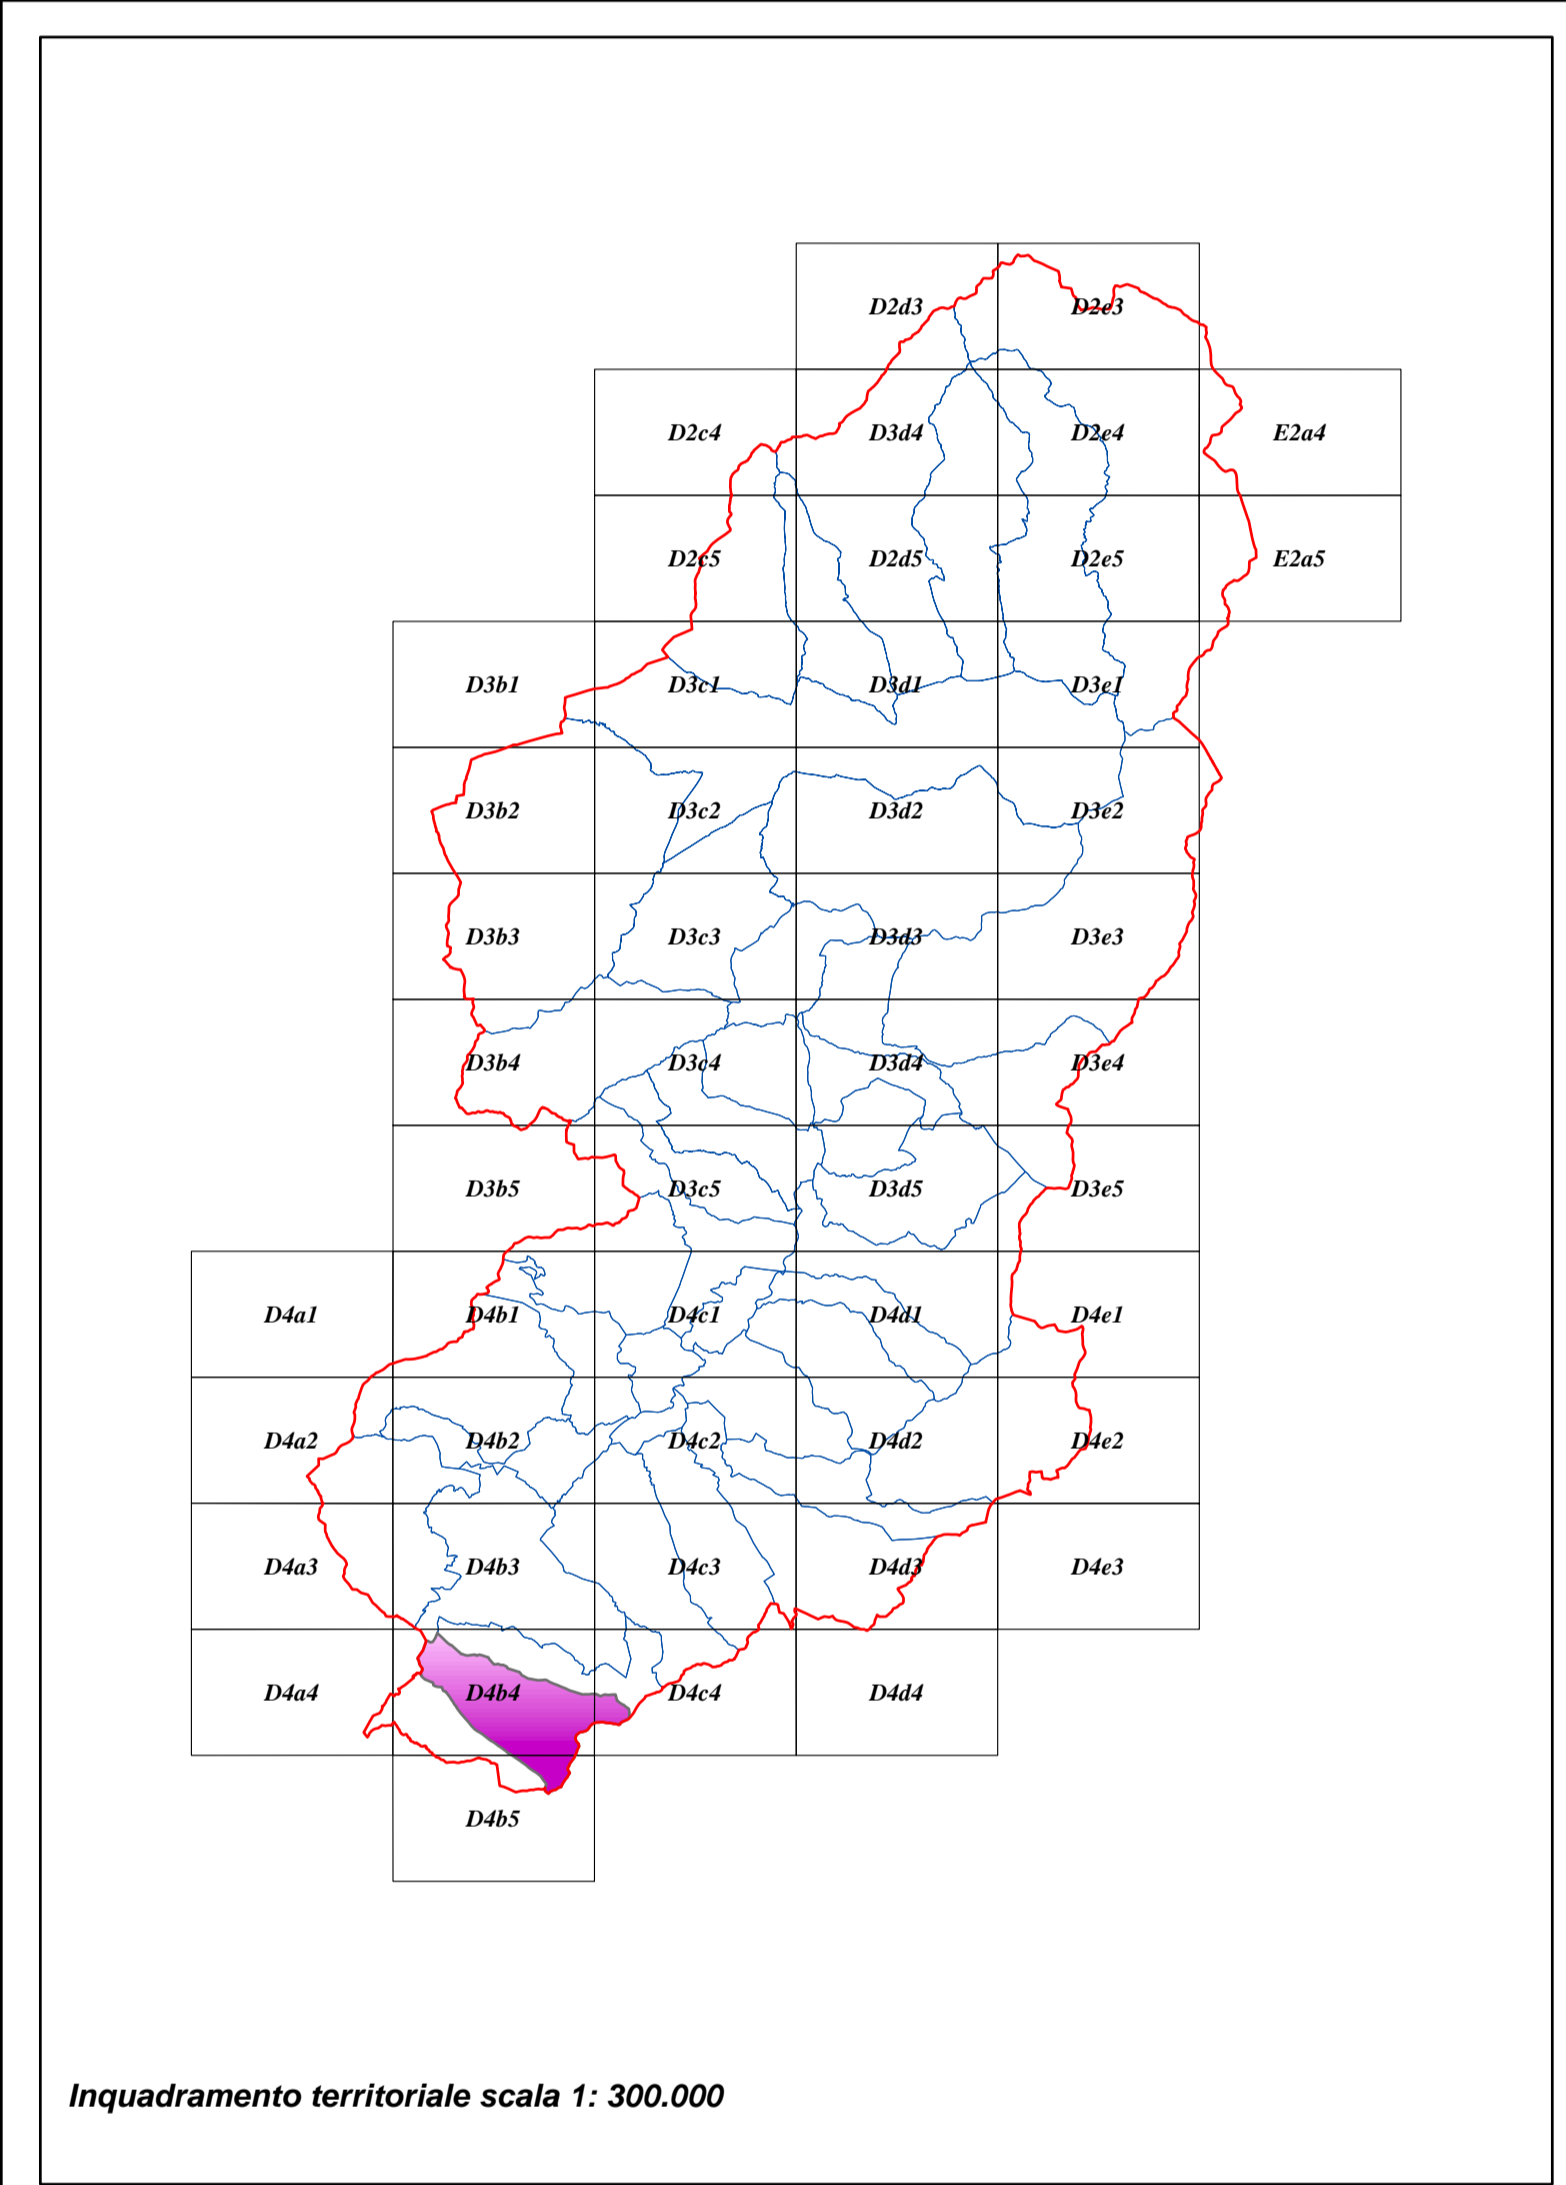 D2d3 D2e3
D2c4 D3d4 D2e4 E2a4
D2c5 D2d5 D2e5 E2a5
D3b1 D3c1 D3d1 D3e1
D3b2 D3c2 D3d2 D3e2
D3b3 D3c3 D3d3 D3e3
D3b4 D3c4 D3d4 D3e4
D3b5 D3c5 D3d5 D3e5
D4a1 D4b1 D4c1 D4d1 D4e1
D4a2 D4b2 D4c2 D4d2 D4e2
D4a3 D4b3 D4c3 D4d3 D4e3
D4a4 D4b4 D4c4 D4d4
D4b5
Inquadramento territoriale scala 1: 300.000